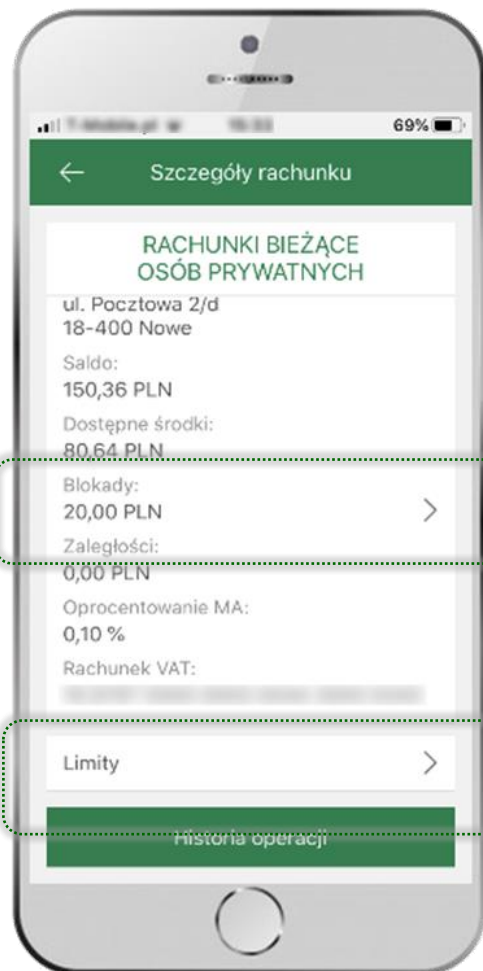 69%
Szczegóły rachunku
RACHUNKI BIEŻĄCE
OSÓB PRYWATNYCH
ul. Pocztowa 2/d
18-400 Nowe
Saldo:
150,36 PLN
Dostępne środki:
80,64 PLN
Blokady:
20,00 PLN
Zaległości:
0,00 PLN
Oprocentowanie MA:
0,10 %
Rachunek VAT:
Limity
Historia operacji